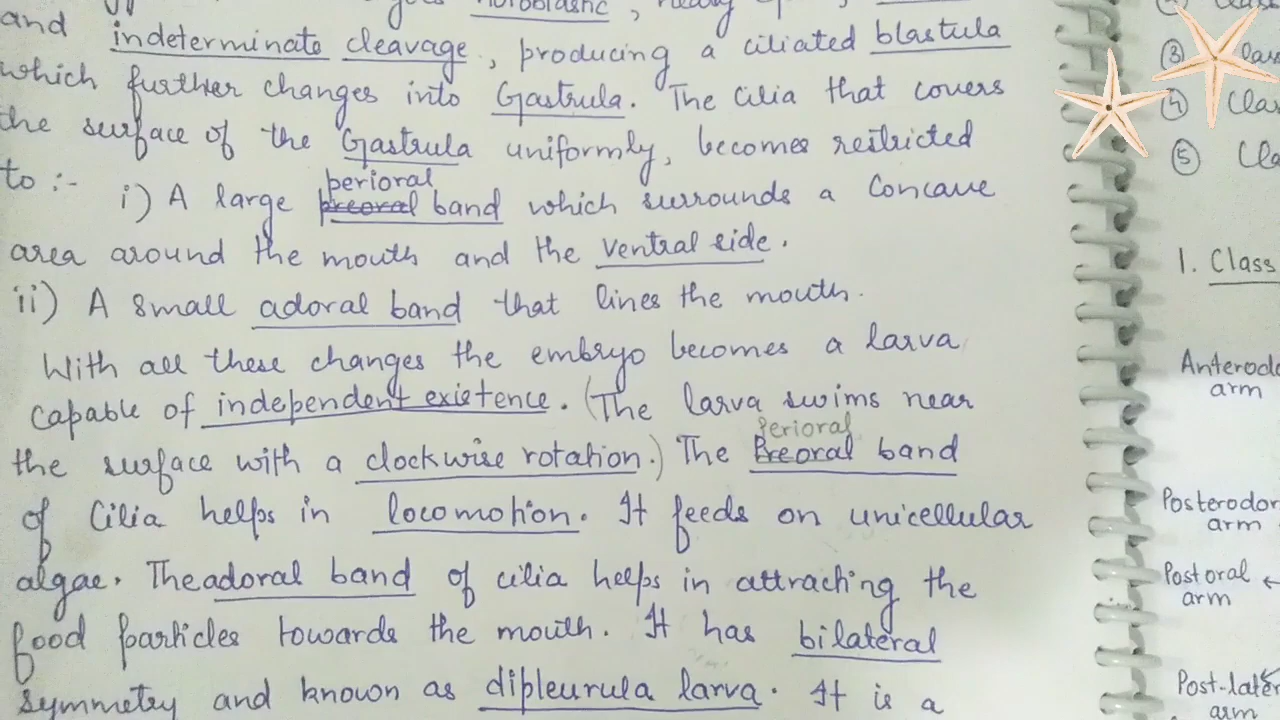 and indeterminate cleavage, producing a ciliated blastula
which further changes into Gastrula. The Cilia that covers
the surface of the Gastrula uniformly, becomes restricted
to :-
perioral
i) A large preoral band which surrounds a Concave
area around the mouth and the ventral side.
ii) A small adoral band that lines the mouth.
With all these changes the embryo becomes a larva
Capable of independent existence. (The larva swims near
the surface with a clockwise rotation.) The Preoral band
Perioral
of Cilia helps in locomotion. It feeds on unicellular
algae. The adoral band of cilia helps in attracting the
food particles towards the mouth. It has bilateral
symmetry and known as dipleurula larva. It is a
3
4 Clas
5 Cla
1. Class
Anterodo
arm
Posterodor
arm
Postoral
arm
Post-later
arm